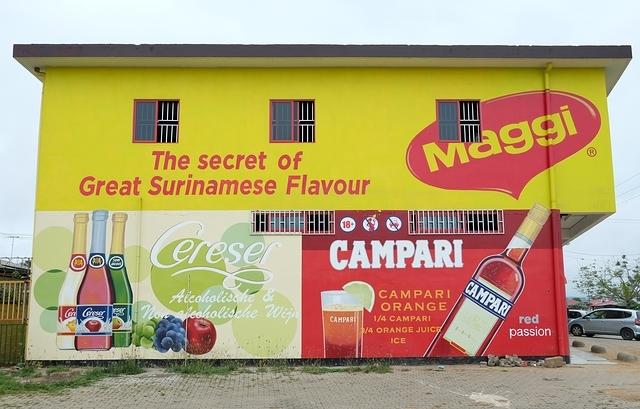 Maggi®
The secret of
Great Surinamese Flavour
Cereser
Alcoholische &
Non alcoholische Wijn
Cereser
18+
CAMPARI
CAMPARI
ORANGE
1/4 CAMPARI
3/4 ORANGE JUICE
ICE
CAMPARI
CAMPARI
red
passion